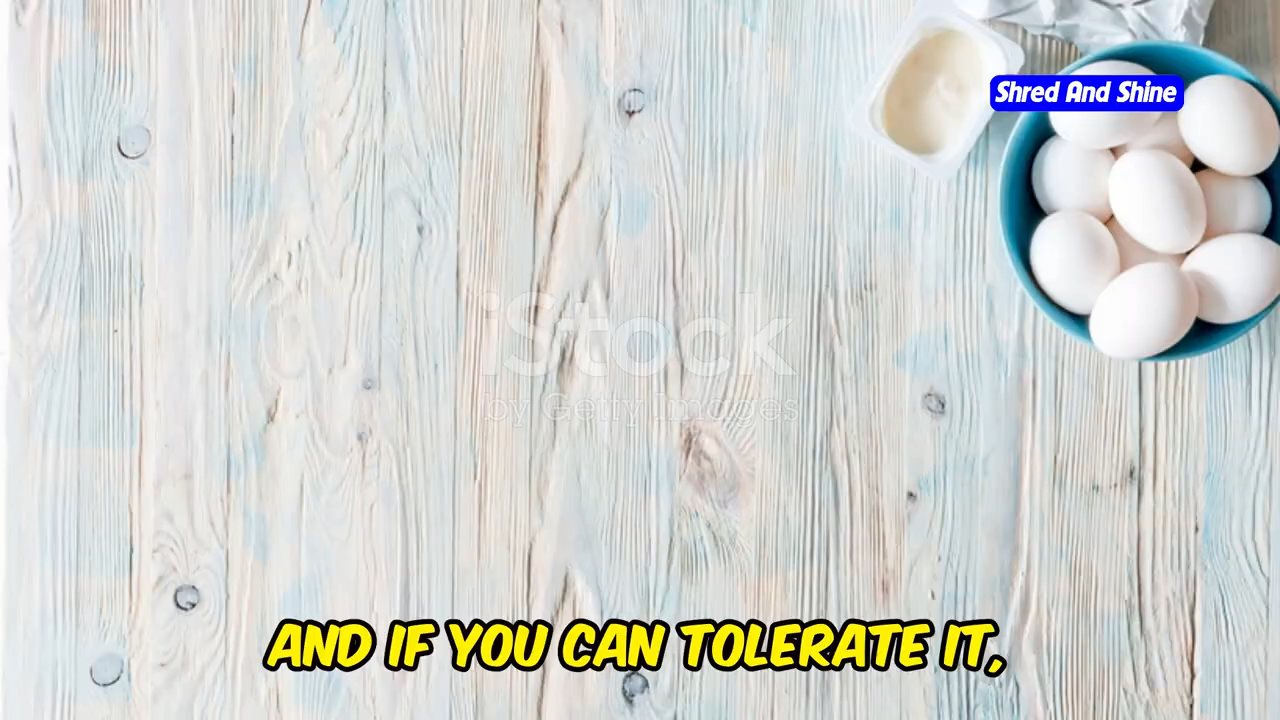 Shred And Shine
iStock
by Getty Images
AND IF YOU CAN TOLERATE IT,